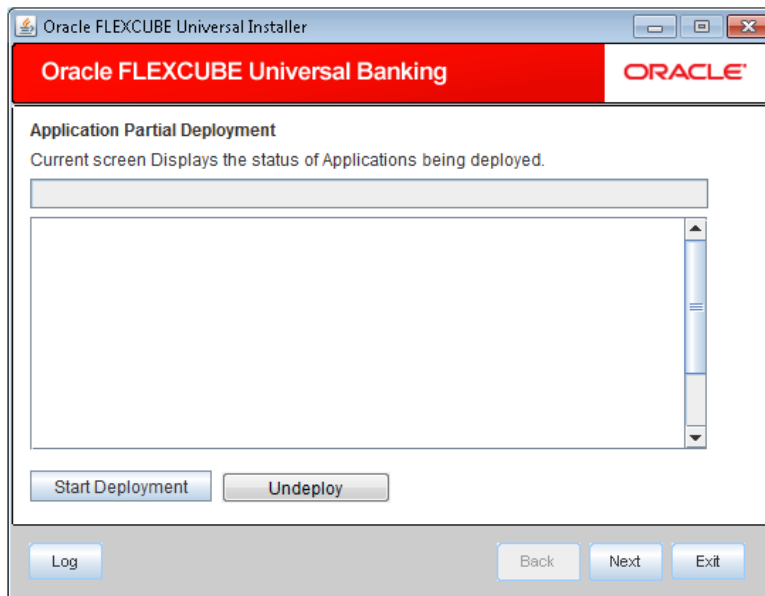 Oracle FLEXCUBE Universal Installer
Oracle FLEXCUBE Universal Banking
ORACLE
Application Partial Deployment
Current screen Displays the status of Applications being deployed.
Start Deployment Undeploy
Log Back Next Exit